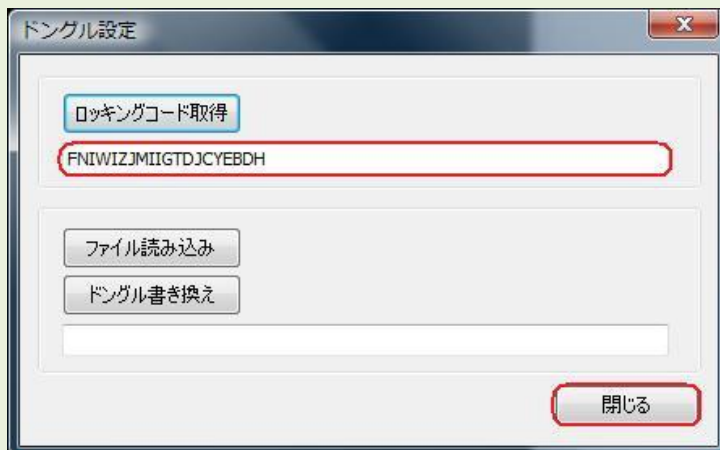 ドングル設定
ロッキングコード取得
FNIWIZJMIIGTDJCYEBDH
ファイル読み込み
ドングル書き換え
閉じる